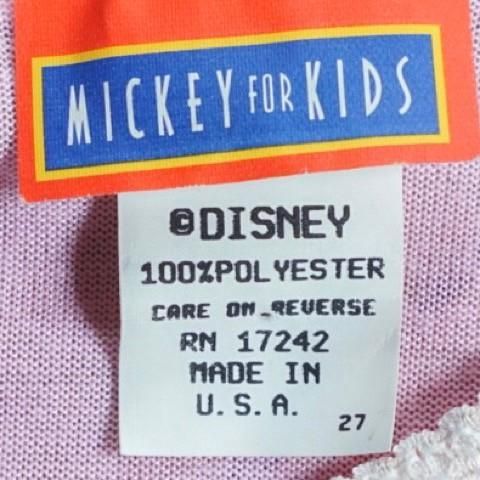 MICKEY FOR KIDS
©DISNEY
100%POLYESTER
CARE ON REVERSE
RN 17242
MADE IN
U.S.A.
27